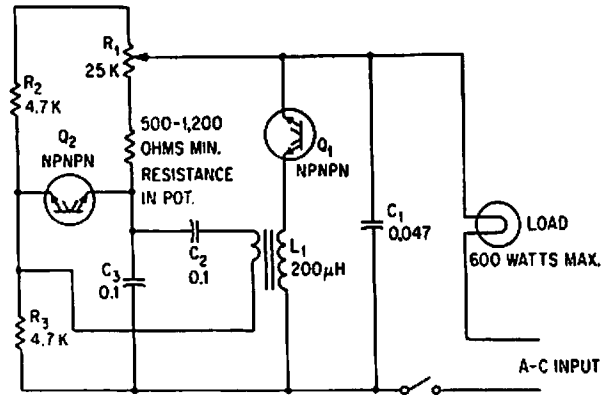 R1
25 K
R2
4.7 K
Q2
NPNPN
500-1,200
OHMS MIN.
RESISTANCE
IN POT.
Q1
NPNPN
C1
0.047
LOAD
600 WATTS MAX.
C2
0.1
L1
200μH
C3
0.1
R3
4.7 K
A-C INPUT